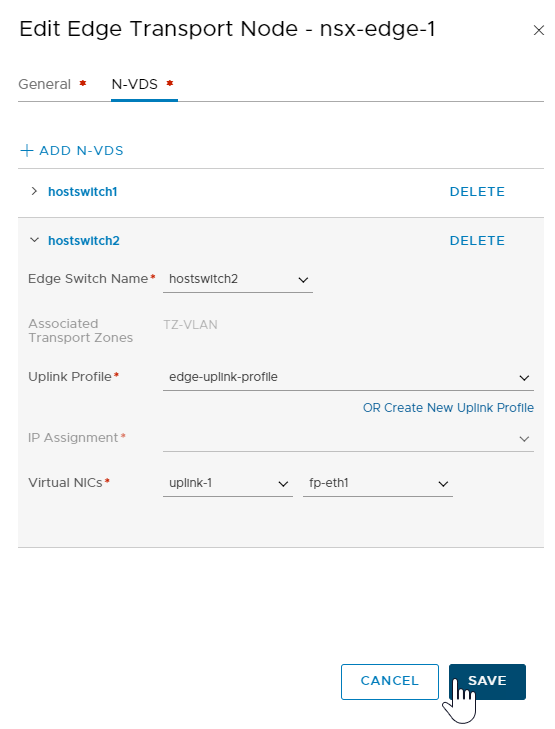 Edit Edge Transport Node - nsx-edge-1
General * N-VDS *
+ ADD N-VDS
hostswitch1 DELETE
hostswitch2 DELETE
Edge Switch Name* hostswitch2
Associated
Transport Zones
TZ-VLAN
Uplink Profile* edge-uplink-profile
OR Create New Uplink Profile
IP Assignment*
Virtual NICs* uplink-1 fp-eth1
CANCEL SAVE